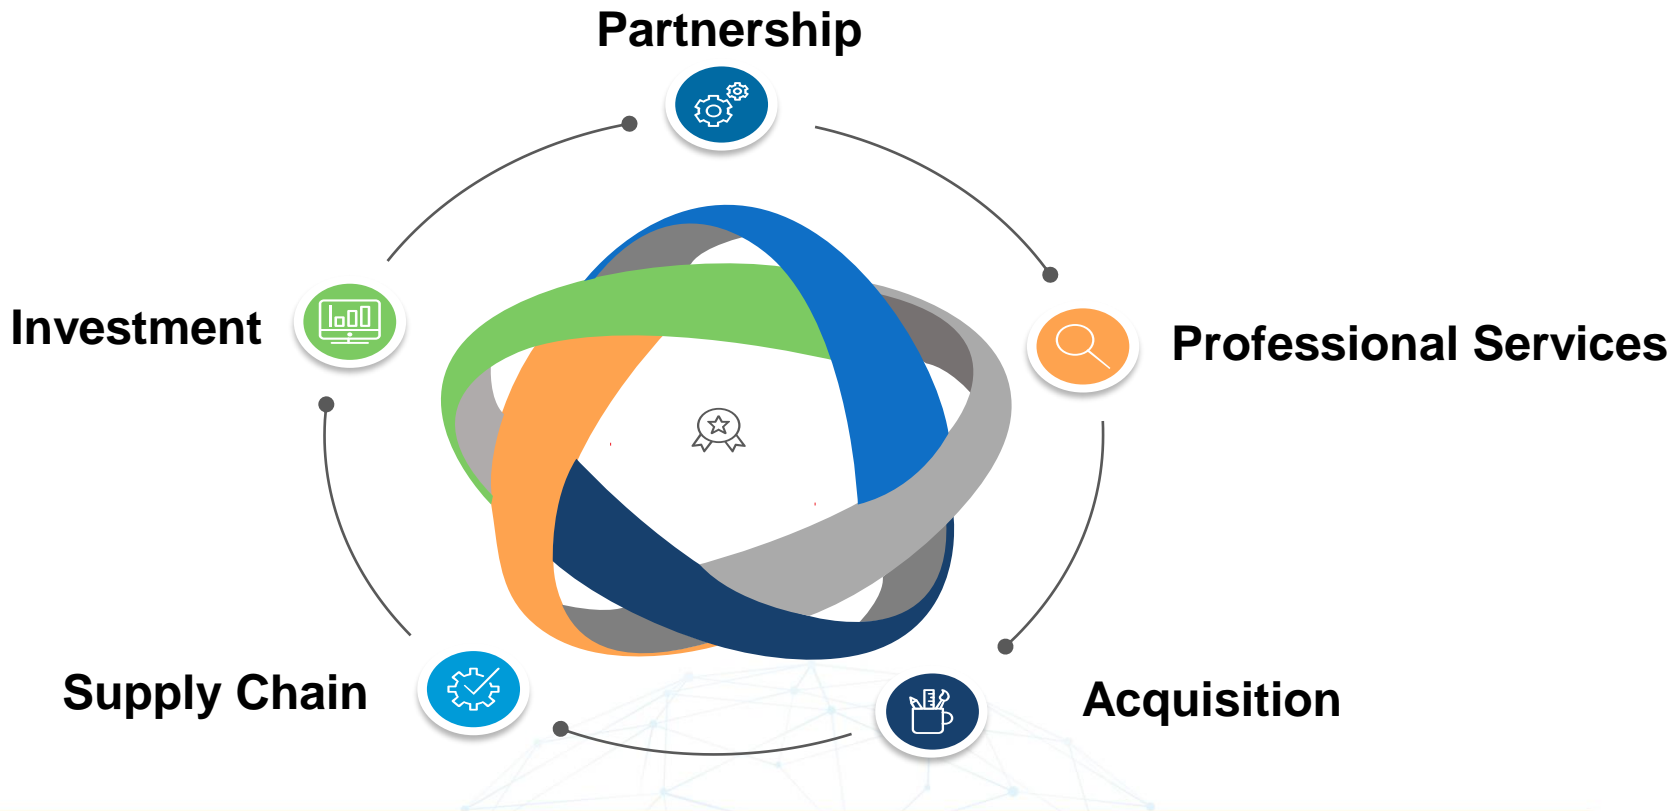 Partnership
Investment
Professional Services
Supply Chain
Acquisition